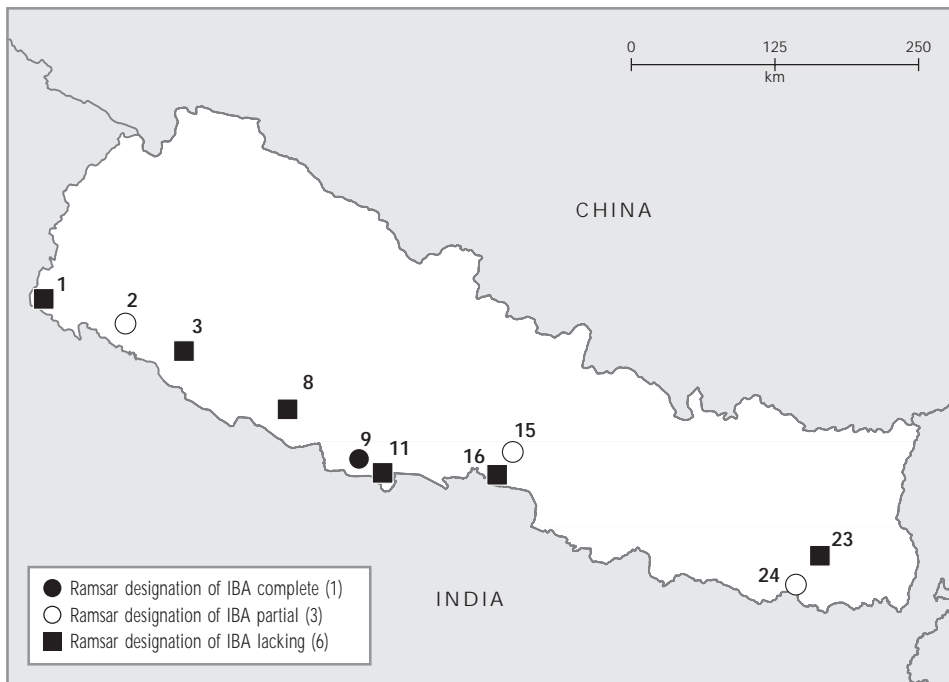 0 125 250
km
CHINA
1
2
3
8
9
11
15
16
23
24
INDIA
Ramsar designation of IBA complete (1)
Ramsar designation of IBA partial (3)
Ramsar designation of IBA lacking (6)